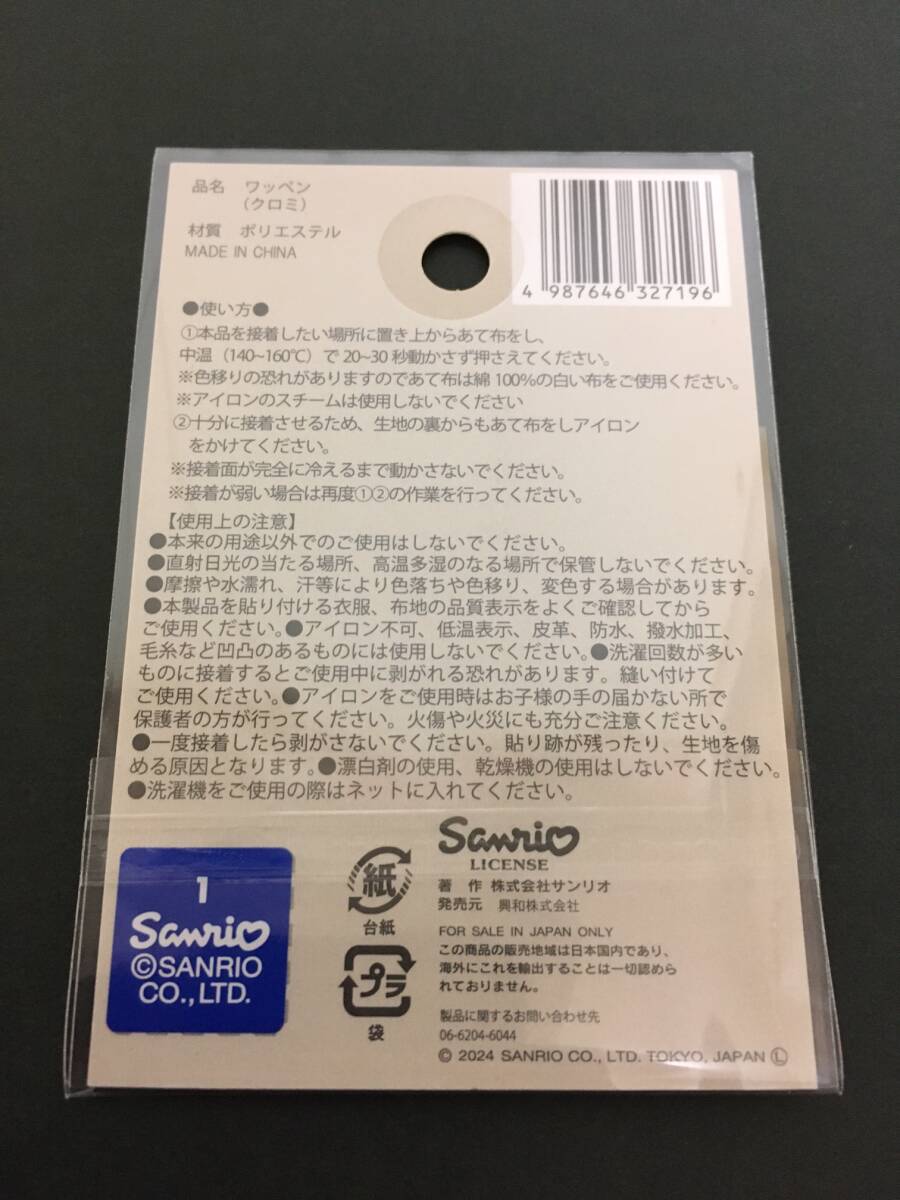 品名　ワッペン
（クロミ）
材質　ポリエステル
MADE IN CHINA
4 987646 327196
●使い方●
①本品を接着したい場所に置き上からあて布をし、
中温（140~160℃）で 20~30 秒動かさず押さえてください。
※色移りの恐れがありますのであて布は綿 100%の白い布をご使用ください。
※アイロンのスチームは使用しないでください
②十分に接着させるため、生地の裏からもあて布をしアイロン
をかけてください。
※接着面が完全に冷えるまで動かさないでください。
※接着が弱い場合は再度①②の作業を行ってください。
【使用上の注意】
●本来の用途以外でのご使用はしないでください。
●直射日光の当たる場所、高温多湿のなる場所で保管しないでください。
●摩擦や水濡れ、汗等により色落ちや色移り、変色する場合があります。
●本製品を貼り付ける衣服、布地の品質表示をよくご確認してから
ご使用ください。●アイロン不可、低温表示、皮革、防水、撥水加工、
毛糸など凹凸のあるものには使用しないでください。●洗濯回数が多い
ものに接着するとご使用中に剥がれる恐れがあります。縫い付けて
ご使用ください。●アイロンをご使用時はお子様の手の届かない所で
保護者の方が行ってください。火傷や火災にも充分ご注意ください。
●一度接着したら剥がさないでください。貼り跡が残ったり、生地を傷
める原因となります。●漂白剤の使用、乾燥機の使用はしないでください。
●洗濯機をご使用の際はネットに入れてください。
1
Sanrio
©SANRIO
CO.,LTD.
紙
台紙
プラ
袋
Sanrio
LICENSE
著　作 株式会社サンリオ
発売元　興和株式会社
FOR SALE IN JAPAN ONLY
この商品の販売地域は日本国内であり、
海外にこれを輸出することは一切認めら
れておりません。
製品に関するお問い合わせ先
06-6204-6044
© 2024 SANRIO CO., LTD. TOKYO, JAPAN Ⓛ